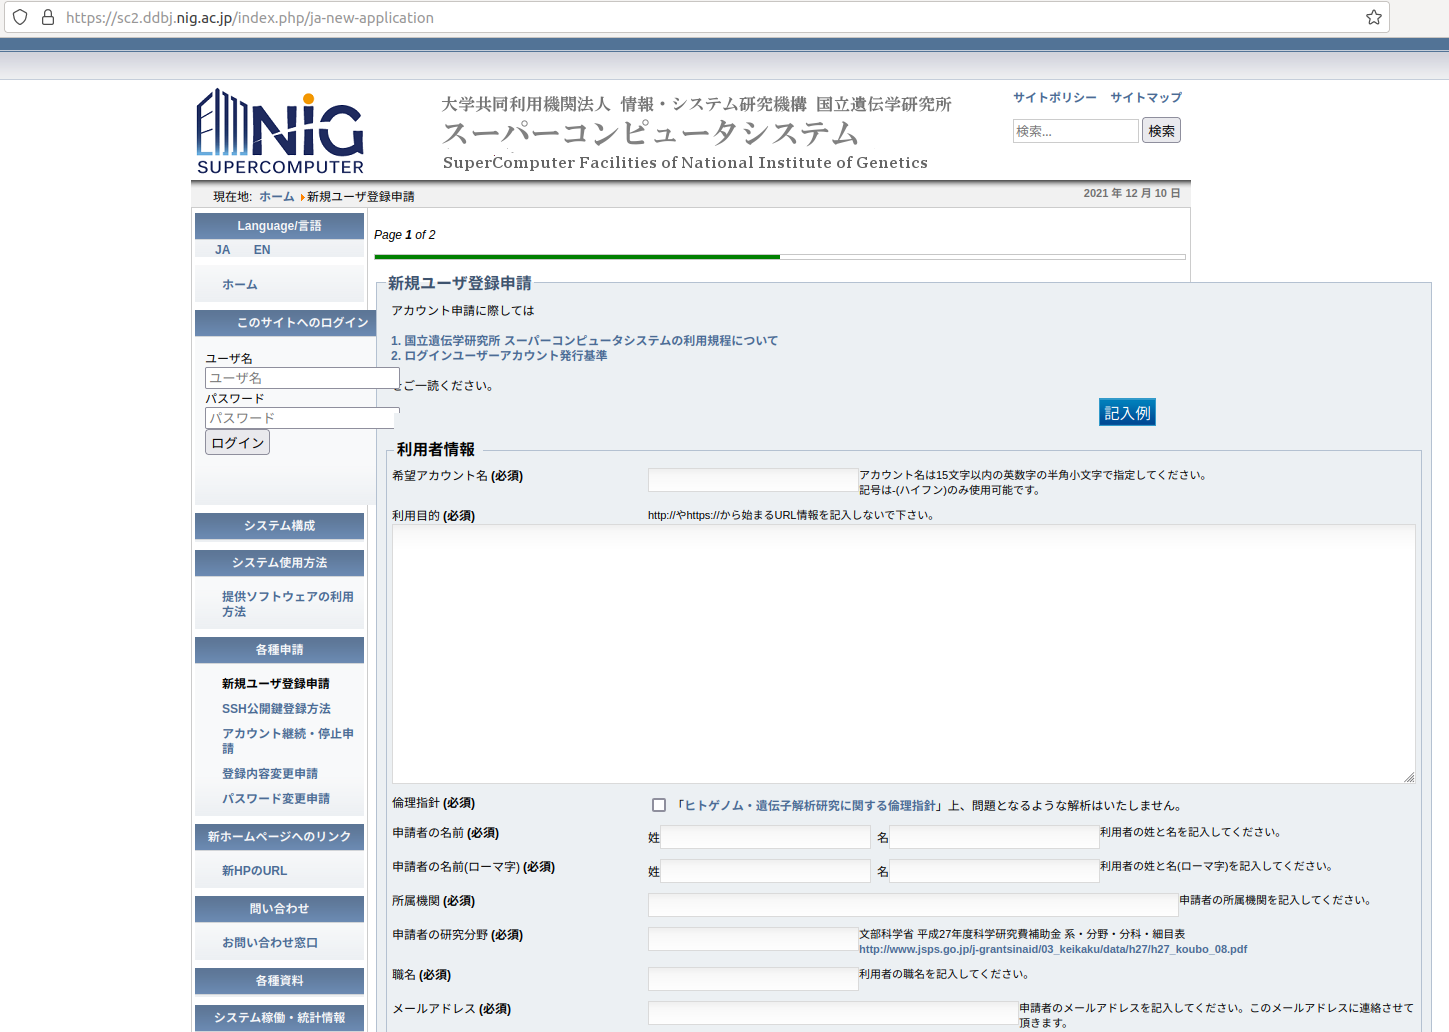 https://sc2.ddbj.nig.ac.jp/index.php/ja-new-application
NIG
SUPERCOMPUTER
大学共同利用機関法人 情報・システム研究機構 国立遺伝学研究所
スーパーコンピュータシステム
SuperComputer Facilities of National Institute of Genetics
サイトポリシー サイトマップ
検索... 検索
現在地: ホーム 新規ユーザ登録申請
2021 年 12 月 10 日
Language/言語
JA EN
ホーム
このサイトへのログイン
ユーザ名
ユーザ名
パスワード
パスワード
ログイン
システム構成
システム使用方法
提供ソフトウェアの利用
方法
各種申請
新規ユーザ登録申請
SSH公開鍵登録方法
アカウント継続・停止申
請
登録内容変更申請
パスワード変更申請
新ホームページへのリンク
新HPのURL
問い合わせ
お問い合わせ窓口
各種資料
システム稼働・統計情報
Page 1 of 2
新規ユーザ登録申請
アカウント申請に際しては
1. 国立遺伝学研究所 スーパーコンピュータシステムの利用規程について
2. ログインユーザーアカウント発行基準
をご一読ください。
記入例
利用者情報
希望アカウント名 (必須) アカウント名は15文字以内の英数字の半角小文字で指定してください。
記号は-(ハイフン)のみ使用可能です。
利用目的 (必須) http://やhttps://から始まるURL情報を記入しないで下さい。
倫理指針 (必須) 「ヒトゲノム・遺伝子解析研究に関する倫理指針」上、問題となるような解析はいたしません。
申請者の名前 (必須) 姓 名 利用者の姓と名を記入してください。
申請者の名前(ローマ字) (必須) 姓 名 利用者の姓と名(ローマ字)を記入してください。
所属機関 (必須) 申請者の所属機関を記入してください。
申請者の研究分野 (必須) 文部科学省 平成27年度科学研究費補助金 系・分野・分科・細目表
http://www.jsps.go.jp/j-grantsinaid/03_keikaku/data/h27/h27_koubo_08.pdf
職名 (必須) 利用者の職名を記入してください。
メールアドレス (必須) 申請者のメールアドレスを記入してください。このメールアドレスに連絡させて
頂きます。